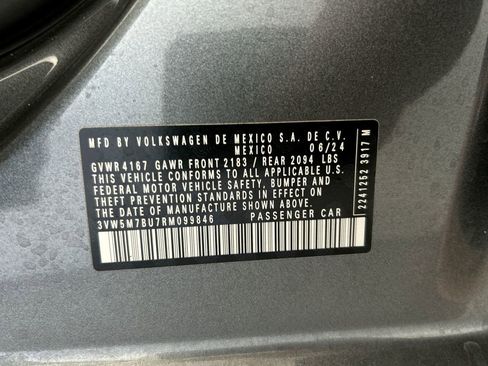 MFD BY VOLKSWAGEN DE MEXICO S.A. DE C.V.
MEXICO 06/24
GVWR 4167 GAWR FRONT 2183 / REAR 2094 LBS
THIS VEHICLE CONFORMS TO ALL APPLICABLE U.S.
FEDERAL MOTOR VEHICLE SAFETY, BUMPER AND
THEFT PREVENTION STANDARDS IN EFFECT ON
THE DATE OF MANUFACTURE SHOWN ABOVE.
3VW5M7BU7RM099846 PASSENGER CAR
2241252 3917 M